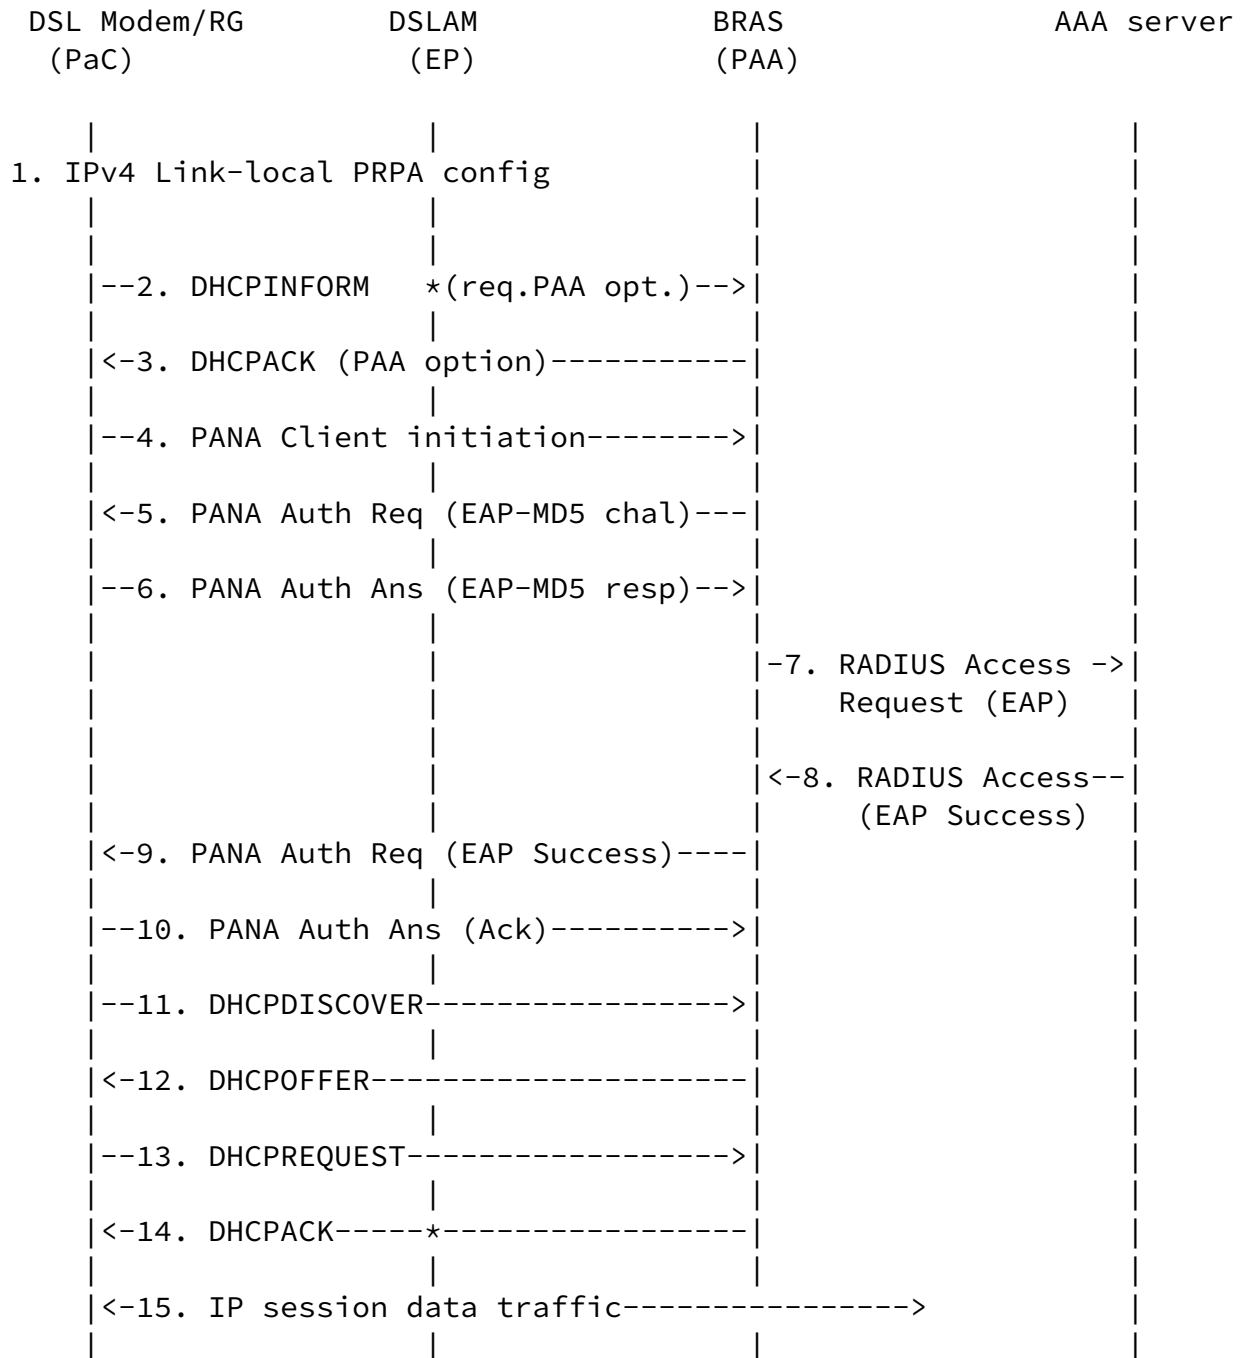 DSL Modem/RG DSLAM BRAS AAA server
(PaC) (EP) (PAA)
1. IPv4 Link-local PRPA config
|--2. DHCPINFORM *(req.PAA opt.)-->|
|<-3. DHCPACK (PAA option)-----------|
|--4. PANA Client initiation-------->|
|<-5. PANA Auth Req (EAP-MD5 chal)---|
|--6. PANA Auth Ans (EAP-MD5 resp)-->|
|-7. RADIUS Access ->|
Request (EAP)
|<-8. RADIUS Access--|
(EAP Success)
|<-9. PANA Auth Req (EAP Success)----|
|--10. PANA Auth Ans (Ack)---------->|
|--11. DHCPDISCOVER----------------->|
|<-12. DHCPOFFER---------------------|
|--13. DHCPREQUEST------------------>|
|<-14. DHCPACK-----*-----------------|
|<-15. IP session data traffic---------------->